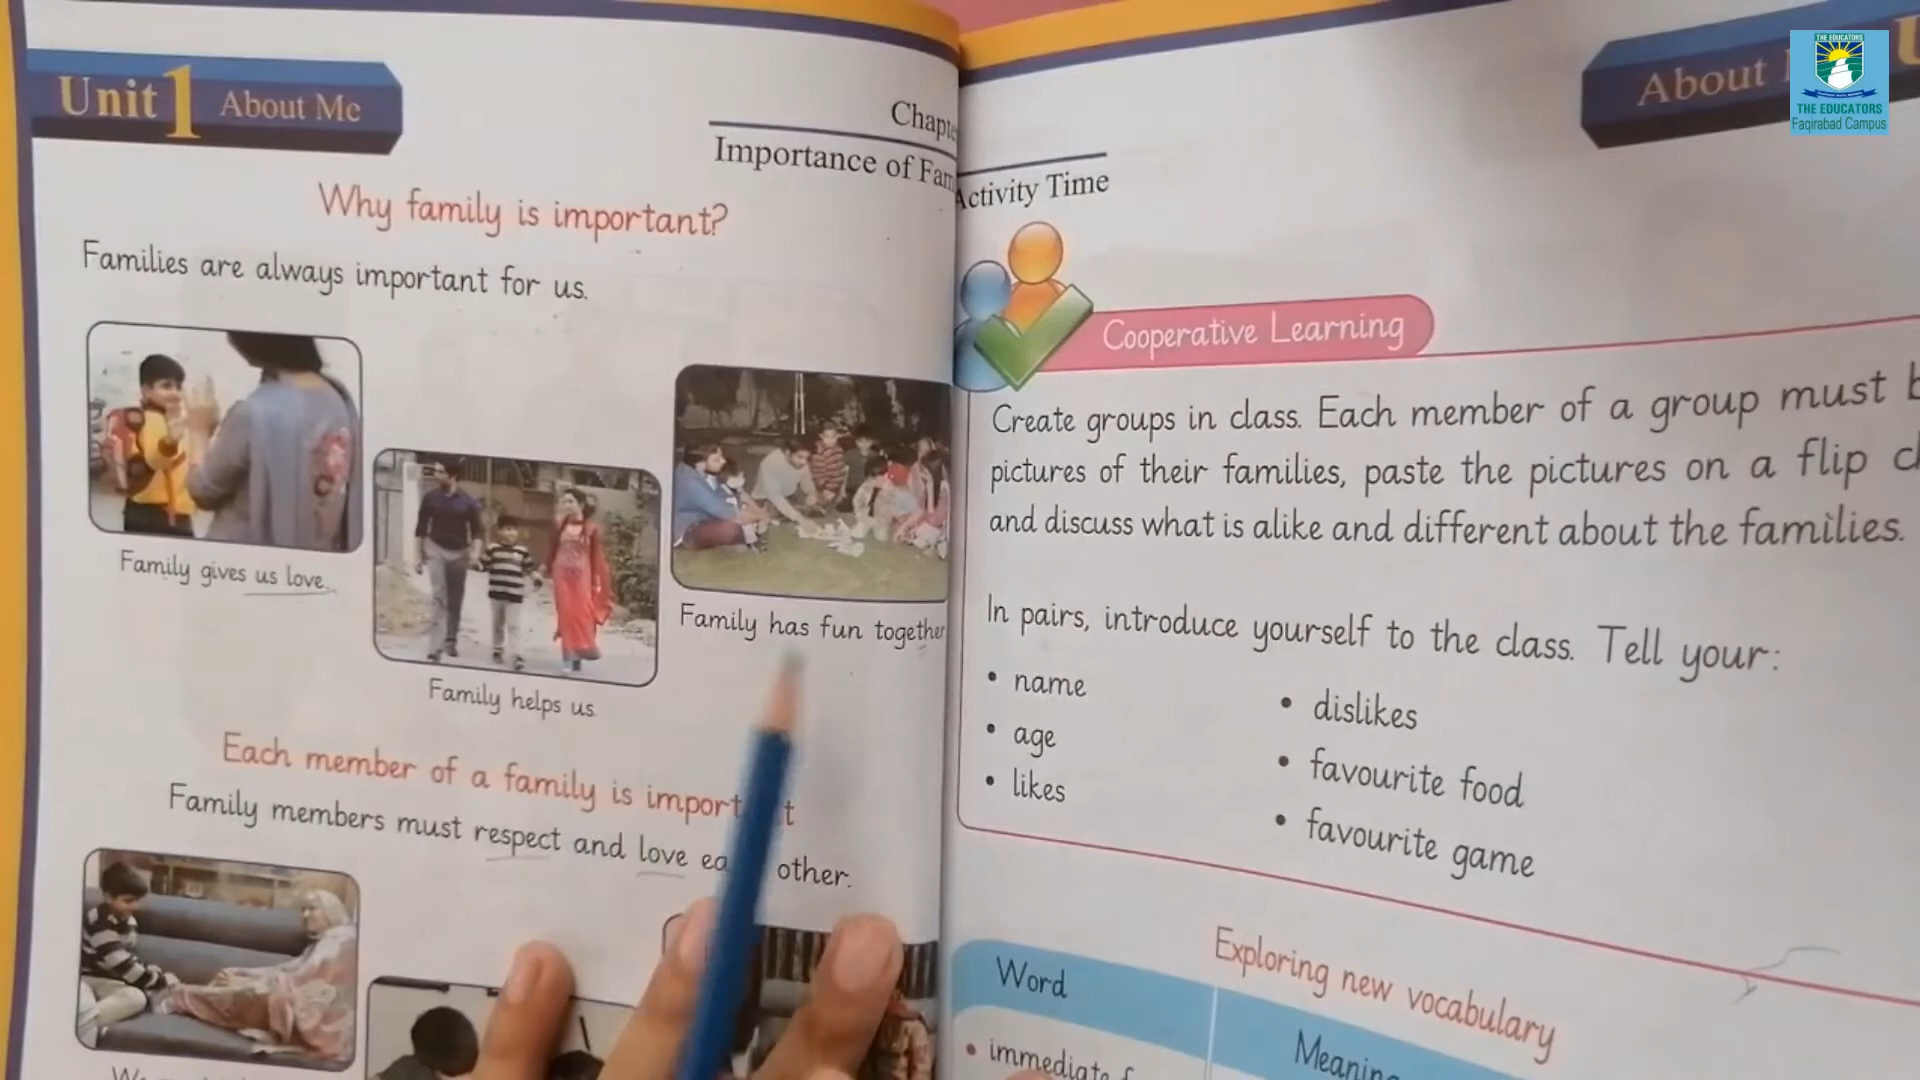 Unit 1 About Me
Importance of
Why family is important?
Families are always important for us.
Family gives us love.
Family helps us.
Family has fun together
Each member of a family is important
Family members must respect and love other.
About
THE EDUCATORS
THE EDUCATORS
Faqirabad Campus
Activity Time
Cooperative Learning
Create groups in class. Each member of a group must
pictures of their families, paste the pictures on a flip
and discuss what is alike and different about the families.
In pairs, introduce yourself to the class. Tell your:
• name
• age
• likes
• dislikes
• favourite food
• favourite game
Exploring new vocabulary
Word
Meaning
• immediate